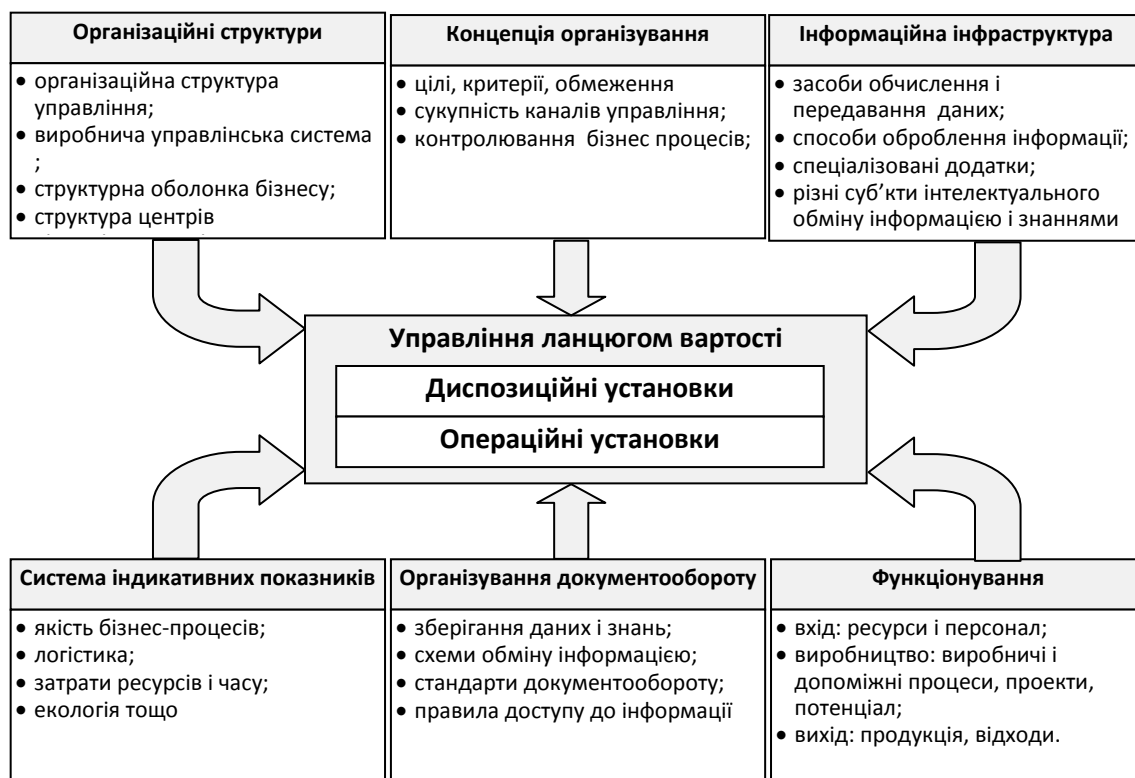 Організаційні структури
• організаційна структура
управління;
• виробнича управлінська система
;
• структурна оболонка бізнесу;
• структура центрів
Концепція організування
• цілі, критерії, обмеження
• сукупність каналів управління;
• контролювання бізнес процесів;
Інформаційна інфраструктура
• засоби обчислення і
передавання даних;
• способи оброблення інформації;
• спеціалізовані додатки;
• різні суб’кти інтелектуального
обміну інформацією і знаннями
Управління ланцюгом вартості
Диспозиційні установки
Операційні установки
Система індикативних показників
• якість бізнес-процесів;
• логістика;
• затрати ресурсів і часу;
• екологія тощо
Організування документообороту
• зберігання даних і знань;
• схеми обміну інформацією;
• стандарти документообороту;
• правила доступу до інформації
Функціонування
• вхід: ресурси і персонал;
• виробництво: виробничі і
допоміжні процеси, проекти,
потенціал;
• вихід: продукція, відходи.